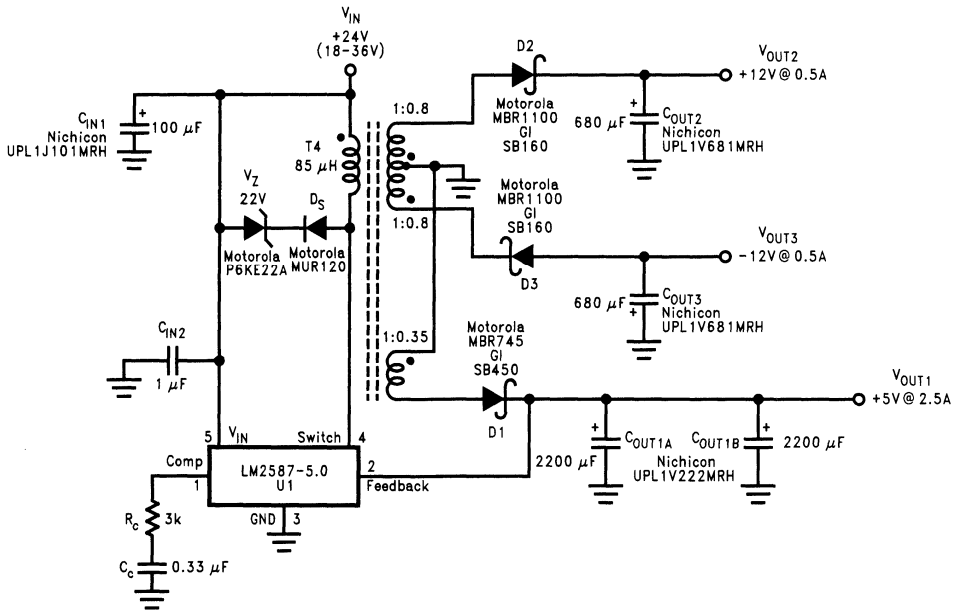 V_IN
+24V
(18-36V)
C_IN1
Nichicon
UPL1J101MRH
+
100 μF
T4
85 μH
1:0.8
1:0.8
1:0.35
D2
Motorola
MBR1100
GI
SB160
680 μF
+
C_OUT2
Nichicon
UPL1V681MRH
V_OUT2
+12V@0.5A
V_Z
22V
Motorola
P6KE22A
D_S
Motorola
MUR120
Motorola
MBR1100
GI
SB160
D3
680 μF
+
C_OUT3
Nichicon
UPL1V681MRH
V_OUT3
-12V@0.5A
C_IN2
1 μF
Motorola
MBR745
GI
SB450
D1
V_OUT1
+5V@2.5A
+
C_OUT1A
2200 μF
C_OUT1B
+
2200 μF
Nichicon
UPL1V222MRH
5
V_IN
Switch
4
Comp
1
LM2587-5.0
U1
2
Feedback
GND
3
R_c
3k
C_c
0.33 μF